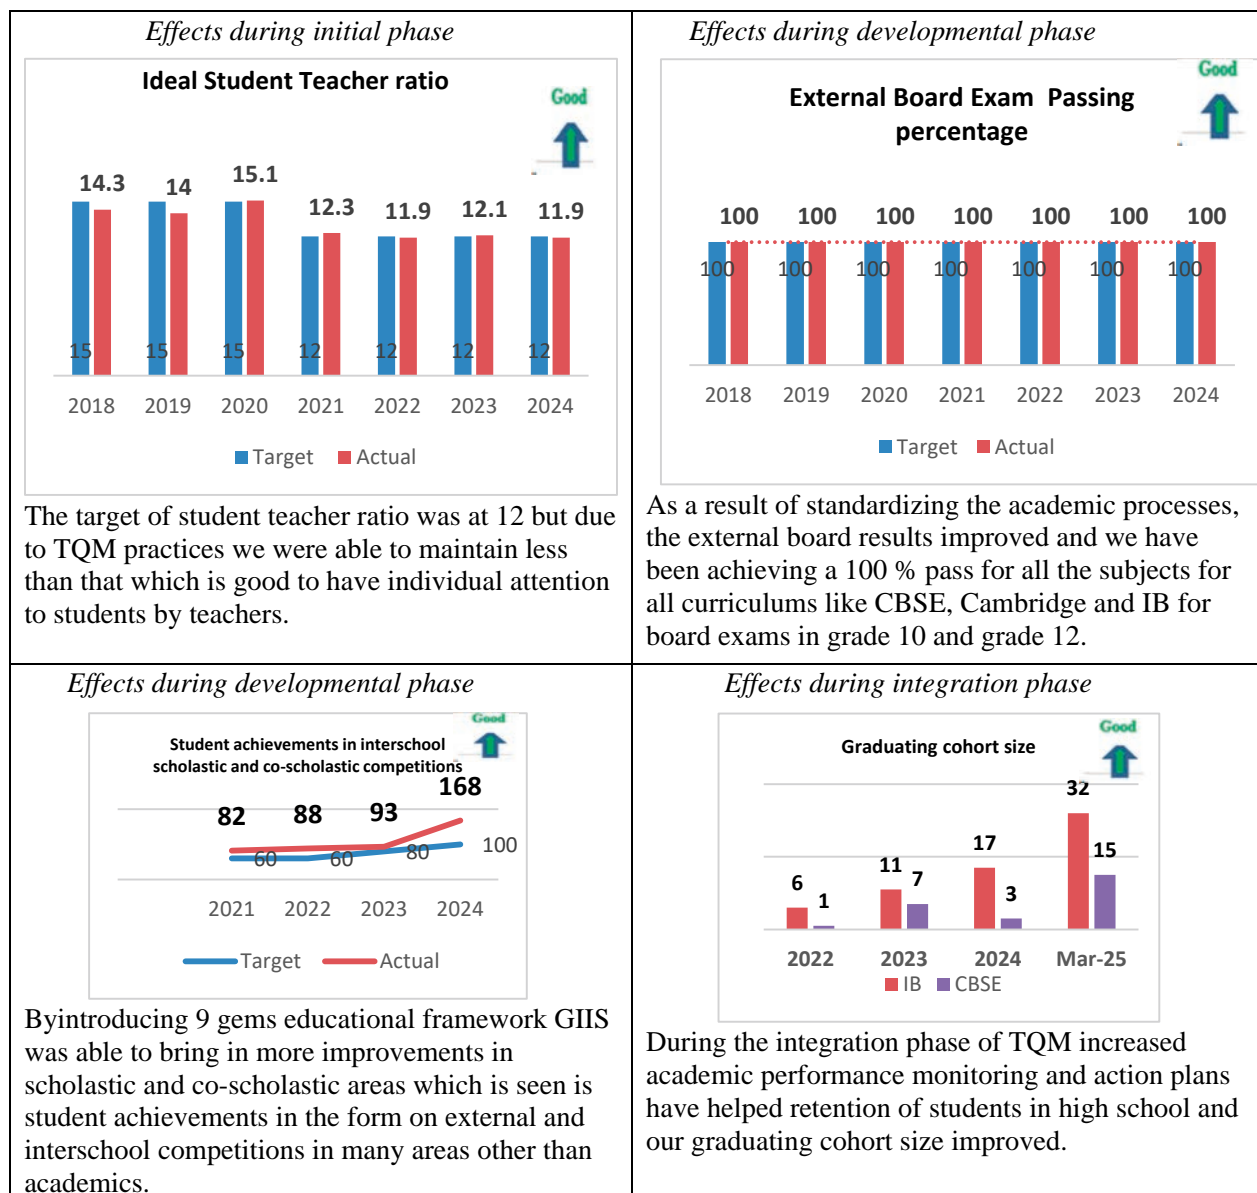 Effects during initial phase
Ideal Student Teacher ratio
Good
14.3 14 15.1 12.3 11.9 12.1 11.9
15 15 15 12 12 12 12
2018 2019 2020 2021 2022 2023 2024
Target Actual
The target of student teacher ratio was at 12 but due
to TQM practices we were able to maintain less
than that which is good to have individual attention
to students by teachers.
Effects during developmental phase
Good
External Board Exam Passing
percentage
100 100 100 100 100 100 100
100 100 100 100 100 100 100
2018 2019 2020 2021 2022 2023 2024
Target Actual
As a result of standardizing the academic processes,
the external board results improved and we have
been achieving a 100 % pass for all the subjects for
all curriculums like CBSE, Cambridge and IB for
board exams in grade 10 and grade 12.
Effects during developmental phase
Good
Student achievements in interschool
scholastic and co-scholastic competitions
82 88 93 168
60 60 80 100
2021 2022 2023 2024
Target Actual
Byintroducing 9 gems educational framework GIIS
was able to bring in more improvements in
scholastic and co-scholastic areas which is seen is
student achievements in the form on external and
interschool competitions in many areas other than
academics.
Effects during integration phase
Good
Graduating cohort size
6 1 11 7 17 3 32 15
2022 2023 2024 Mar-25
IB CBSE
During the integration phase of TQM increased
academic performance monitoring and action plans
have helped retention of students in high school and
our graduating cohort size improved.